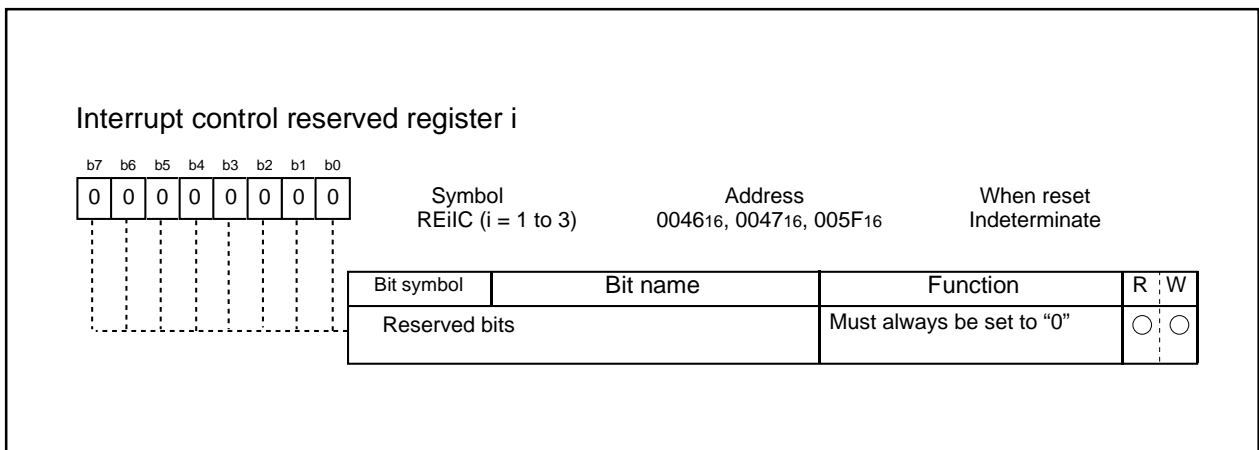 Interrupt control reserved register i
b7 b6 b5 b4 b3 b2 b1 b0
0 0 0 0 0 0 0 0
Symbol Address When reset
REiIC (i = 1 to 3) 004616, 004716, 005F16 Indeterminate
Bit symbol Bit name Function R W
Reserved bits Must always be set to “0” ○ ○